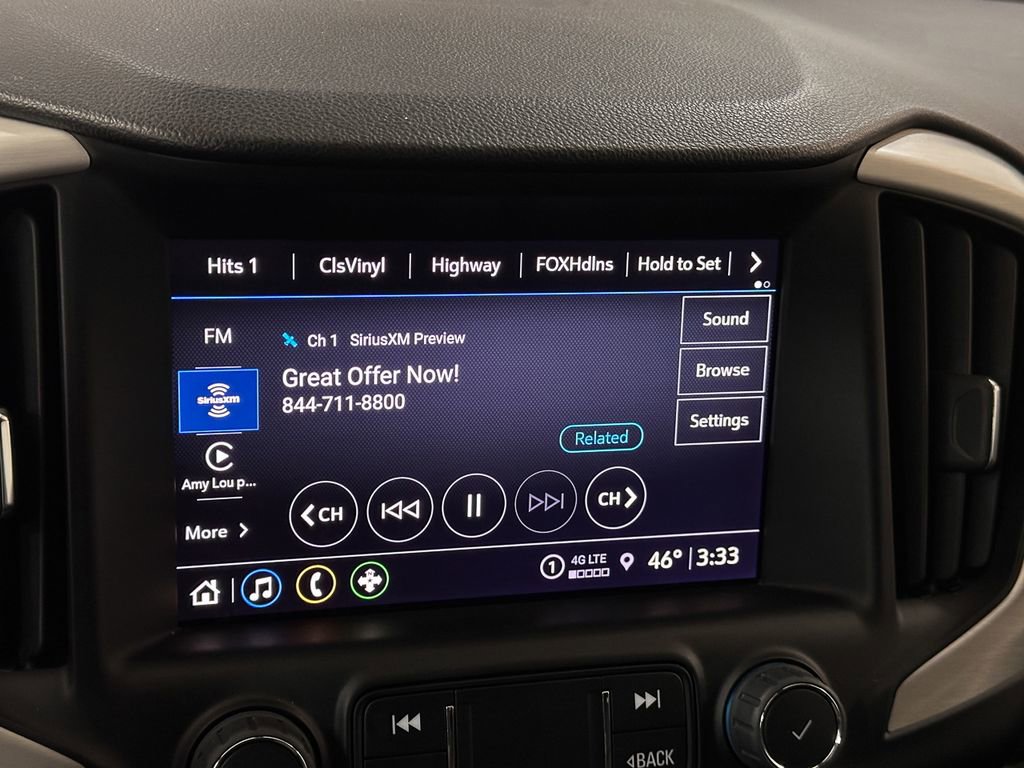 Hits 1 ClsVinyl Highway FOXHdlns Hold to Set
FM
Ch 1 SiriusXM Preview
Sound
SiriusXM
Great Offer Now!
844-711-8800
Browse
Settings
Related
Amy Lou p...
More
CH
CH
1 4G LTE 46° 3:33
BACK